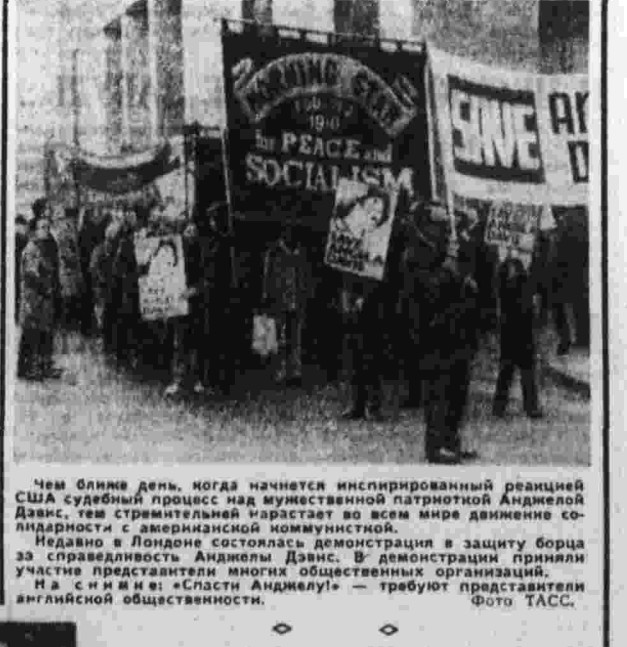 MORNING STAR
for PEACE and
SOCIALISM
SAVE
SAVE
ANGELA
DAVIS
Чем ближе день, когда начнется инспирированный реакцией
США судебный процесс над мужественной патриоткой Анджелой
Дэвис, тем стремительней нарастает во всем мире движение со-
лидарности с американской коммунисткой.
Недавно в Лондоне состоялась демонстрация в защиту борца
за справедливость Анджелы Дэвис. В демонстрации приняли
участие представители многих общественных организаций.
На снимке: «Спасти Анджелу!» — требуют представители
английской общественности.
Фото ТАСС.